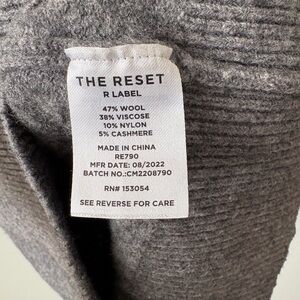 THE RESET
R LABEL
47% WOOL
38% VISCOSE
10% NYLON
5% CASHMERE
MADE IN CHINA
RE790
MFR DATE: 08/2022
BATCH NO.:CM2208790
RN# 153054
SEE REVERSE FOR CARE